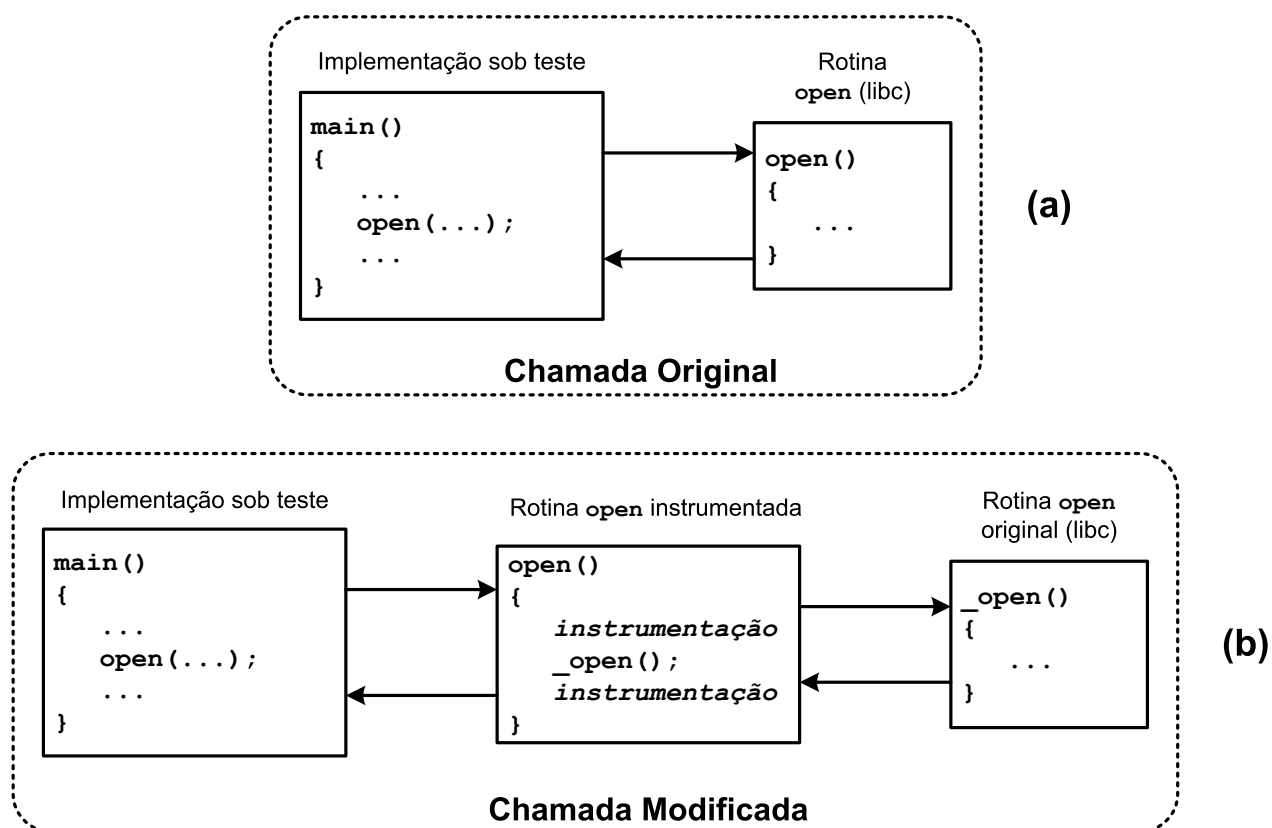 Implementação sob teste
main()
{
...
open(...);
...
}
Rotina
open (libc)
open()
{
...
}
(a)
Chamada Original
Implementação sob teste
main()
{
...
open(...);
...
}
Rotina open instrumentada
open()
{
instrumentação
_open();
instrumentação
}
Rotina open
original (libc)
_open()
{
...
}
(b)
Chamada Modificada